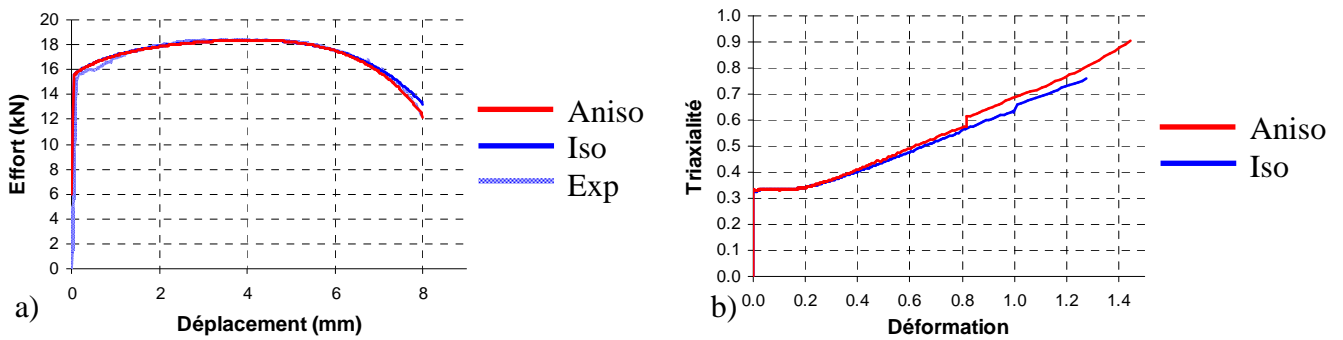 20
18
16
14
12
10
8
6
4
2
0
Effort (kN)
0 2 4 6 8
Déplacement (mm)
Aniso
Iso
Exp
a)
1.0
0.9
0.8
0.7
0.6
0.5
0.4
0.3
0.2
0.1
0.0
Triaxialité
0.0 0.2 0.4 0.6 0.8 1.0 1.2 1.4
Déformation
Aniso
Iso
b)